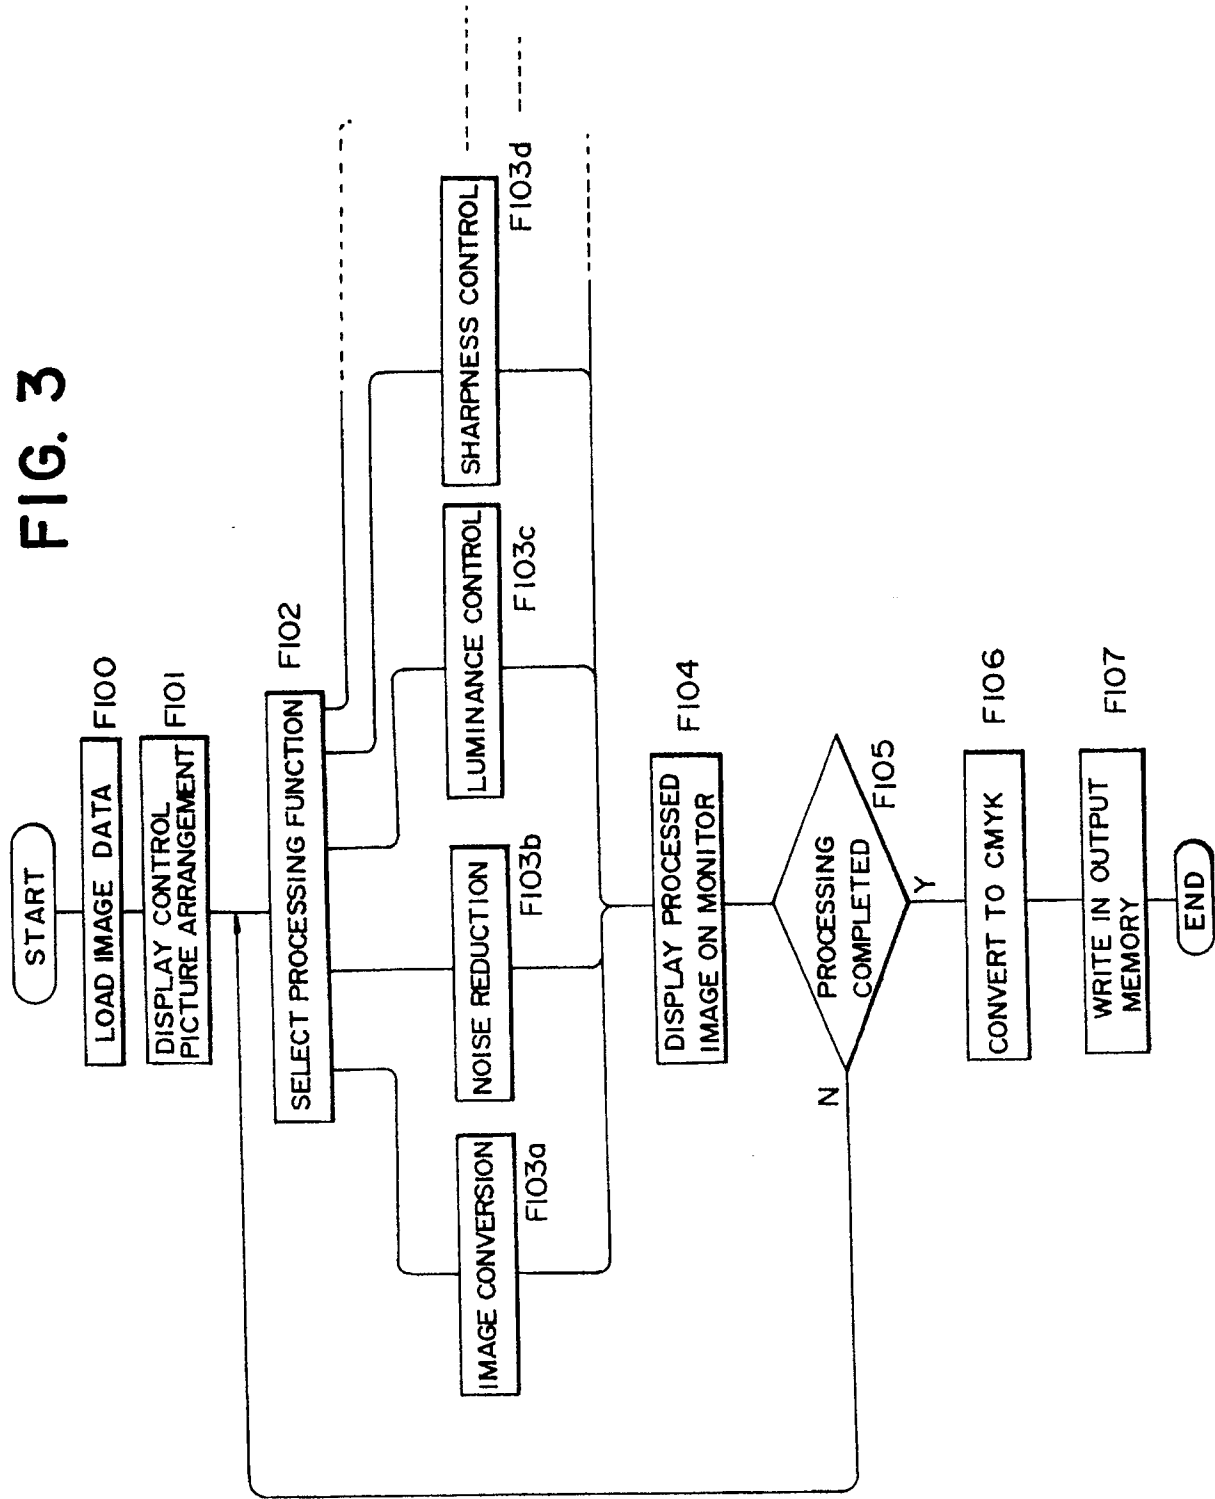 FIG. 3
START
LOAD IMAGE DATA
F100
DISPLAY CONTROL
PICTURE ARRANGEMENT
F101
SELECT PROCESSING FUNCTION
F102
IMAGE CONVERSION
F103a
NOISE REDUCTION
F103b
LUMINANCE CONTROL
F103c
SHARPNESS CONTROL
F103d
DISPLAY PROCESSED
IMAGE ON MONITOR
F104
PROCESSING
COMPLETED
F105
N
Y
CONVERT TO CMYK
F106
WRITE IN OUTPUT
MEMORY
F107
END